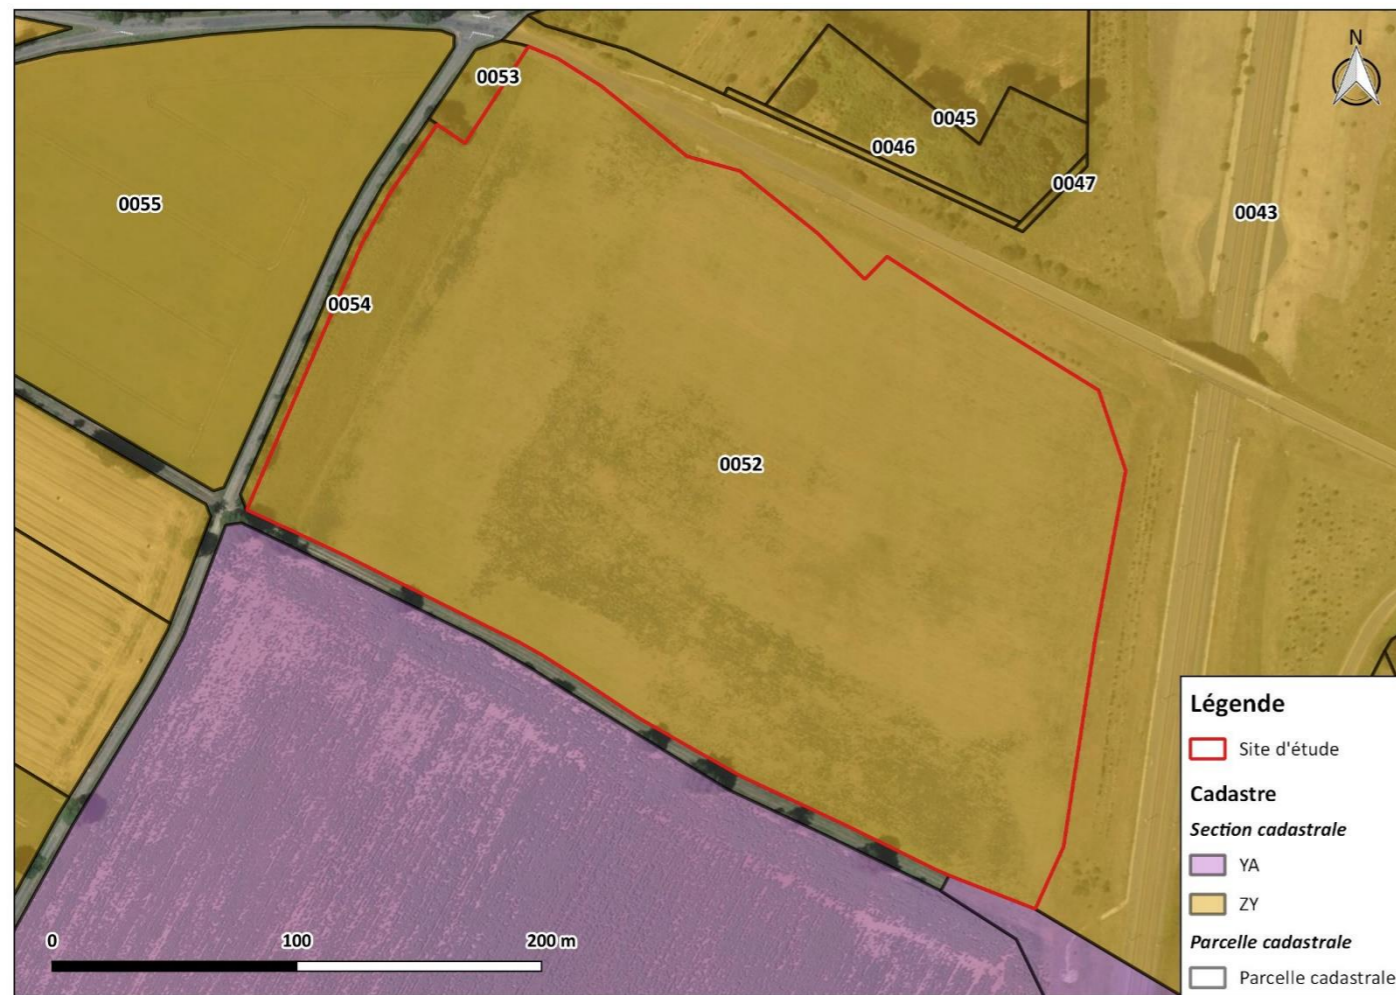 N
0053
0045
0046
0047
0055
0043
0054
0052
Légende
Site d'étude
Cadastre
Section cadastrale
YA
ZY
Parcelle cadastrale
Parcelle cadastrale
0 100 200 m